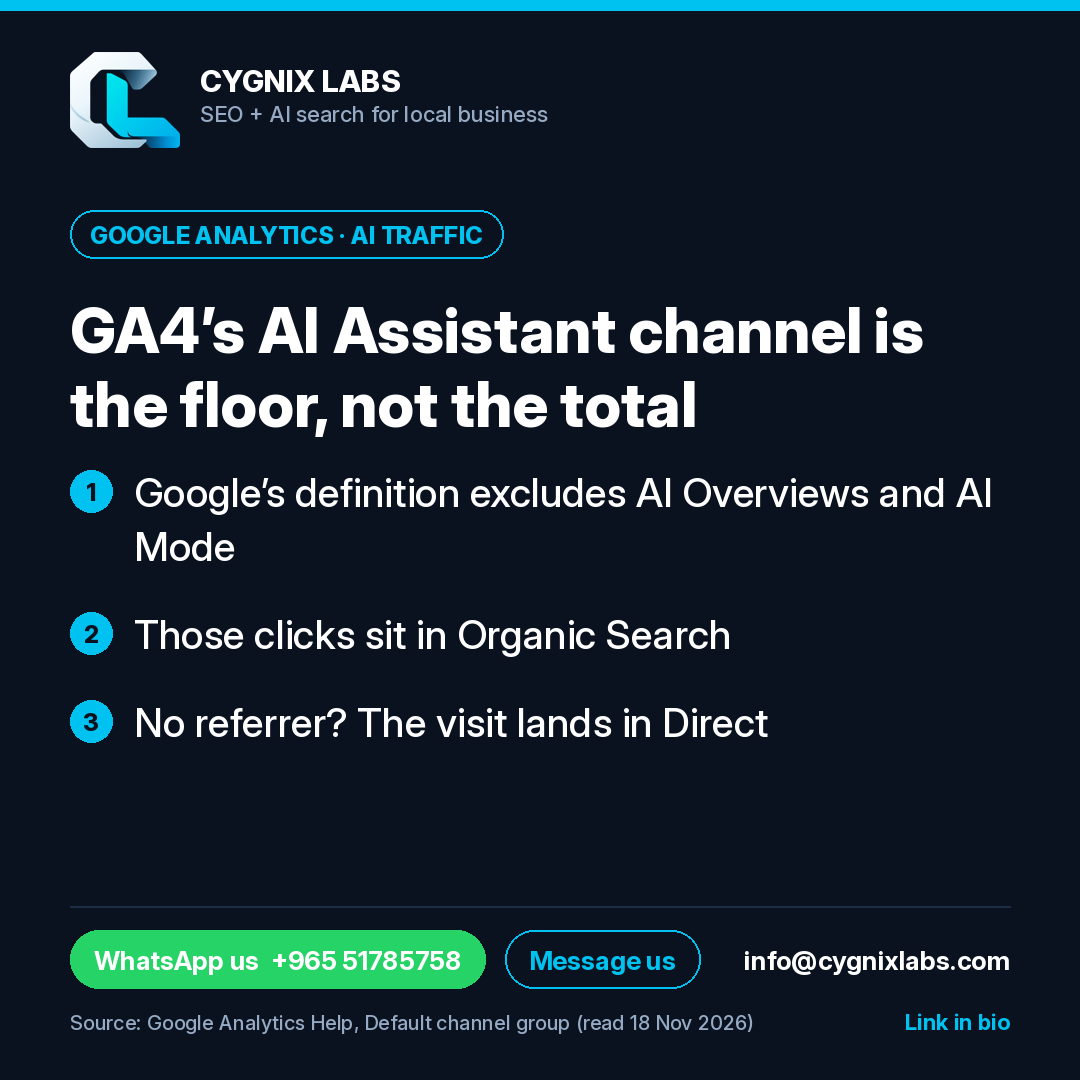 CYGNIX LABS
SEO + AI search for local business
GOOGLE ANALYTICS · AI TRAFFIC
GA4’s AI Assistant channel is
the floor, not the total
1 Google’s definition excludes AI Overviews and AI
Mode
2 Those clicks sit in Organic Search
3 No referrer? The visit lands in Direct
WhatsApp us +965 51785758 Message us info@cygnixlabs.com
Source: Google Analytics Help, Default channel group (read 18 Nov 2026) Link in bio